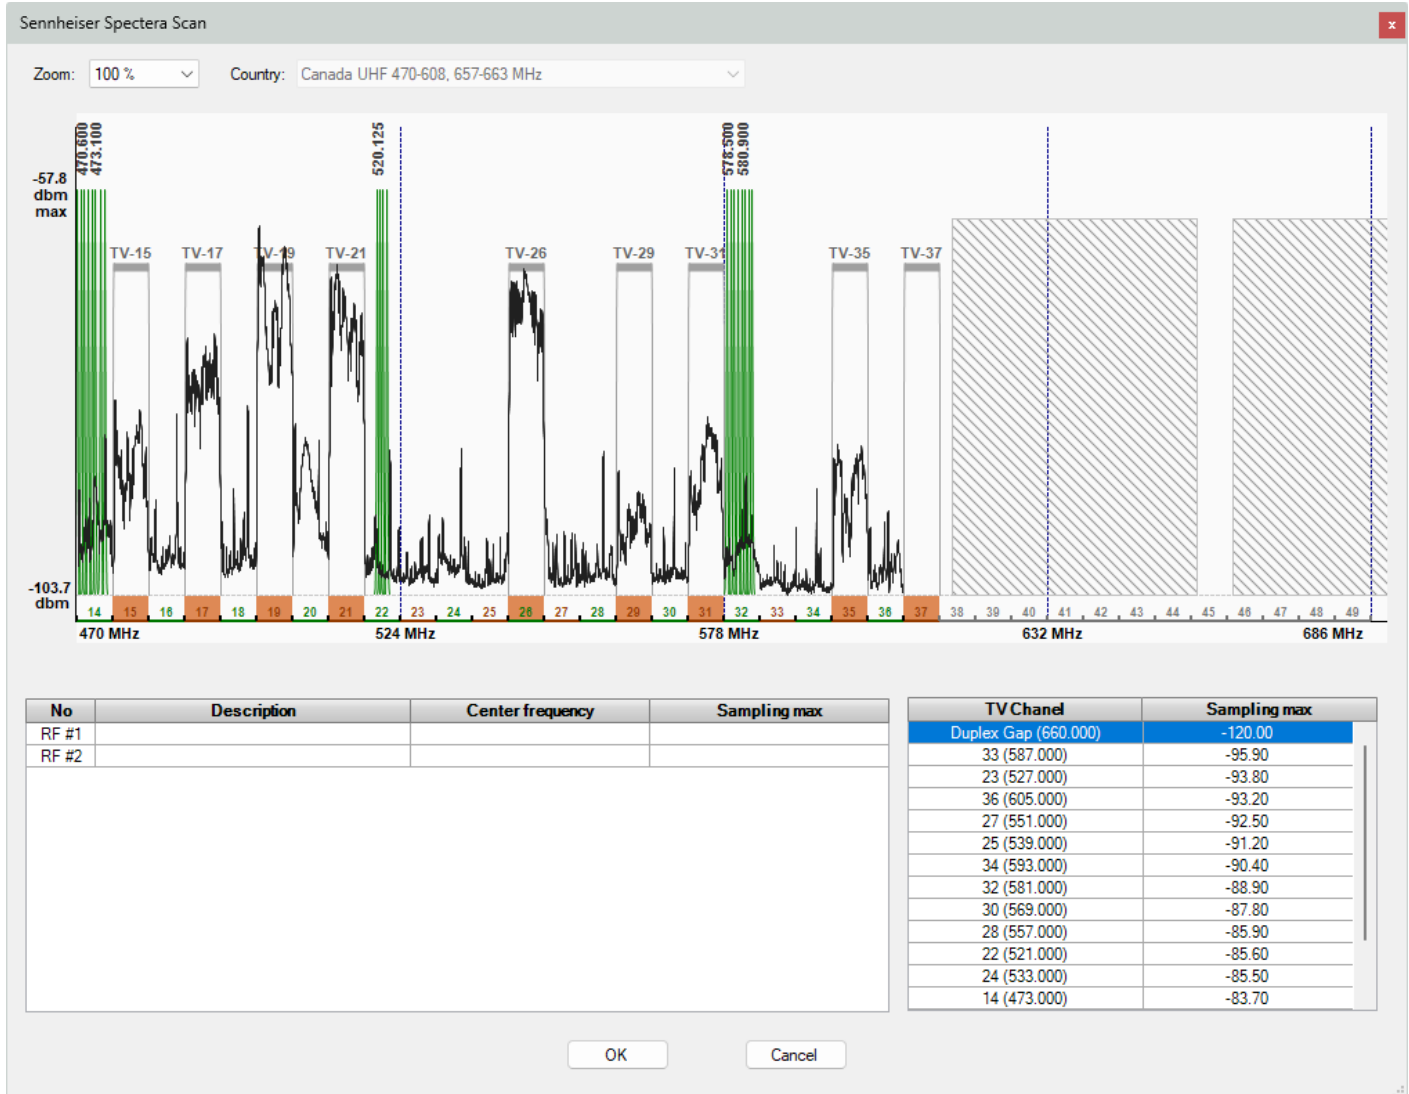 Sennheiser Spectera Scan
x
Zoom: 100 % Country: Canada UHF 470-608, 657-663 MHz
470.600
473.100
520.125
578.500
580.900
-57.8
dbm
max
TV-15 TV-17 TV-19 TV-21 TV-26 TV-29 TV-31 TV-35 TV-37
-103.7
dbm
14 15 16 17 18 19 20 21 22 23 24 25 26 27 28 29 30 31 32 33 34 35 36 37 38 39 40 41 42 43 44 45 46 47 48 49
470 MHz 524 MHz 578 MHz 632 MHz 686 MHz
No Description Center frequency Sampling max
RF #1
RF #2
TV Chanel Sampling max
Duplex Gap (660.000) -120.00
33 (587.000) -95.90
23 (527.000) -93.80
36 (605.000) -93.20
27 (551.000) -92.50
25 (539.000) -91.20
34 (593.000) -90.40
32 (581.000) -88.90
30 (569.000) -87.80
28 (557.000) -85.90
22 (521.000) -85.60
24 (533.000) -85.50
14 (473.000) -83.70
OK Cancel